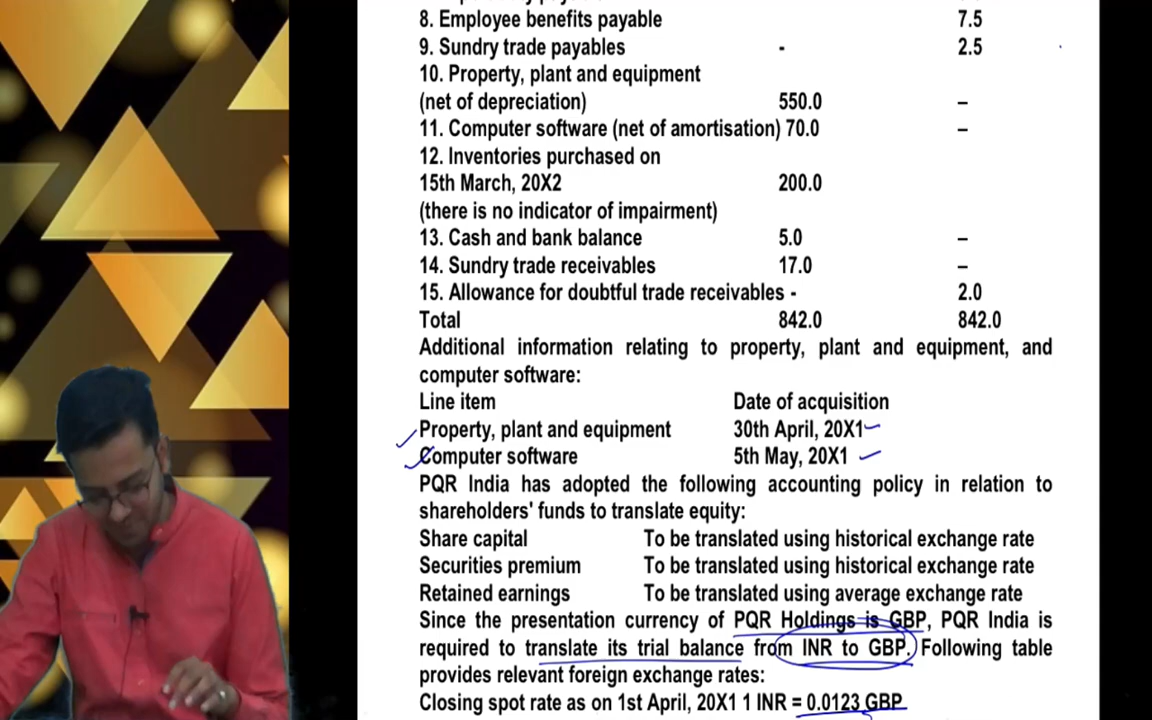 8. Employee benefits payable 7.5
9. Sundry trade payables - 2.5
10. Property, plant and equipment
(net of depreciation) 550.0 –
11. Computer software (net of amortisation) 70.0 –
12. Inventories purchased on
15th March, 20X2 200.0
(there is no indicator of impairment)
13. Cash and bank balance 5.0 –
14. Sundry trade receivables 17.0 –
15. Allowance for doubtful trade receivables - 2.0
Total 842.0 842.0
Additional information relating to property, plant and equipment, and
computer software:
Line item Date of acquisition
Property, plant and equipment 30th April, 20X1
Computer software 5th May, 20X1
PQR India has adopted the following accounting policy in relation to
shareholders' funds to translate equity:
Share capital To be translated using historical exchange rate
Securities premium To be translated using historical exchange rate
Retained earnings To be translated using average exchange rate
Since the presentation currency of PQR Holdings is GBP, PQR India is
required to translate its trial balance from INR to GBP. Following table
provides relevant foreign exchange rates:
Closing spot rate as on 1st April, 20X1 1 INR = 0.0123 GBP